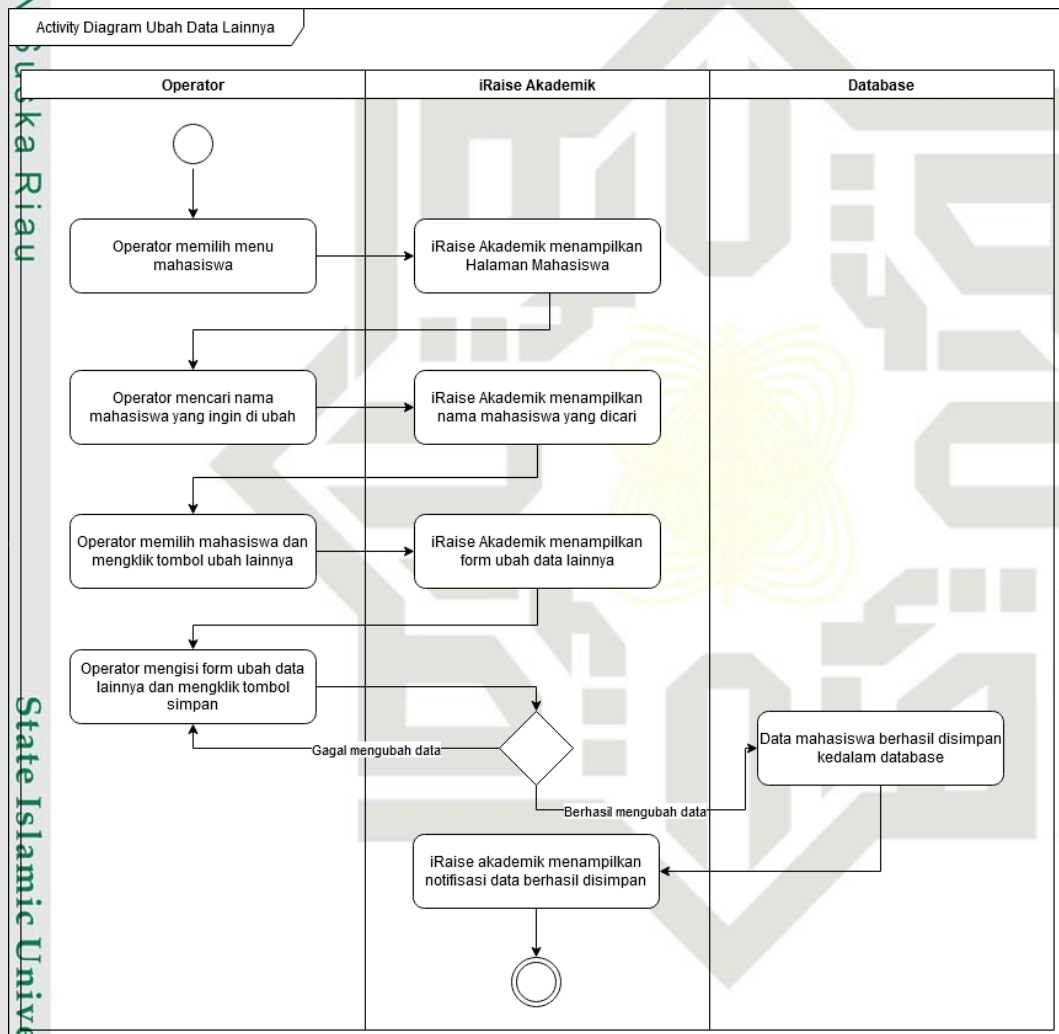 Activity Diagram Ubah Data Lainnya
Operator
iRaise Akademik
Database
Operator memilih menu
mahasiswa
iRaise Akademik menampilkan
Halaman Mahasiswa
Operator mencari nama
mahasiswa yang ingin di ubah
iRaise Akademik menampilkan
nama mahasiswa yang dicari
Operator memilih mahasiswa dan
mengklik tombol ubah lainnya
iRaise Akademik menampilkan
form ubah data lainnya
Operator mengisi form ubah data
lainnya dan mengklik tombol
simpan
Gagal mengubah data
Berhasil mengubah data
Data mahasiswa berhasil disimpan
kedalam database
iRaise akademik menampilkan
notifisasi data berhasil disimpan
Suska Riau
State Islamic